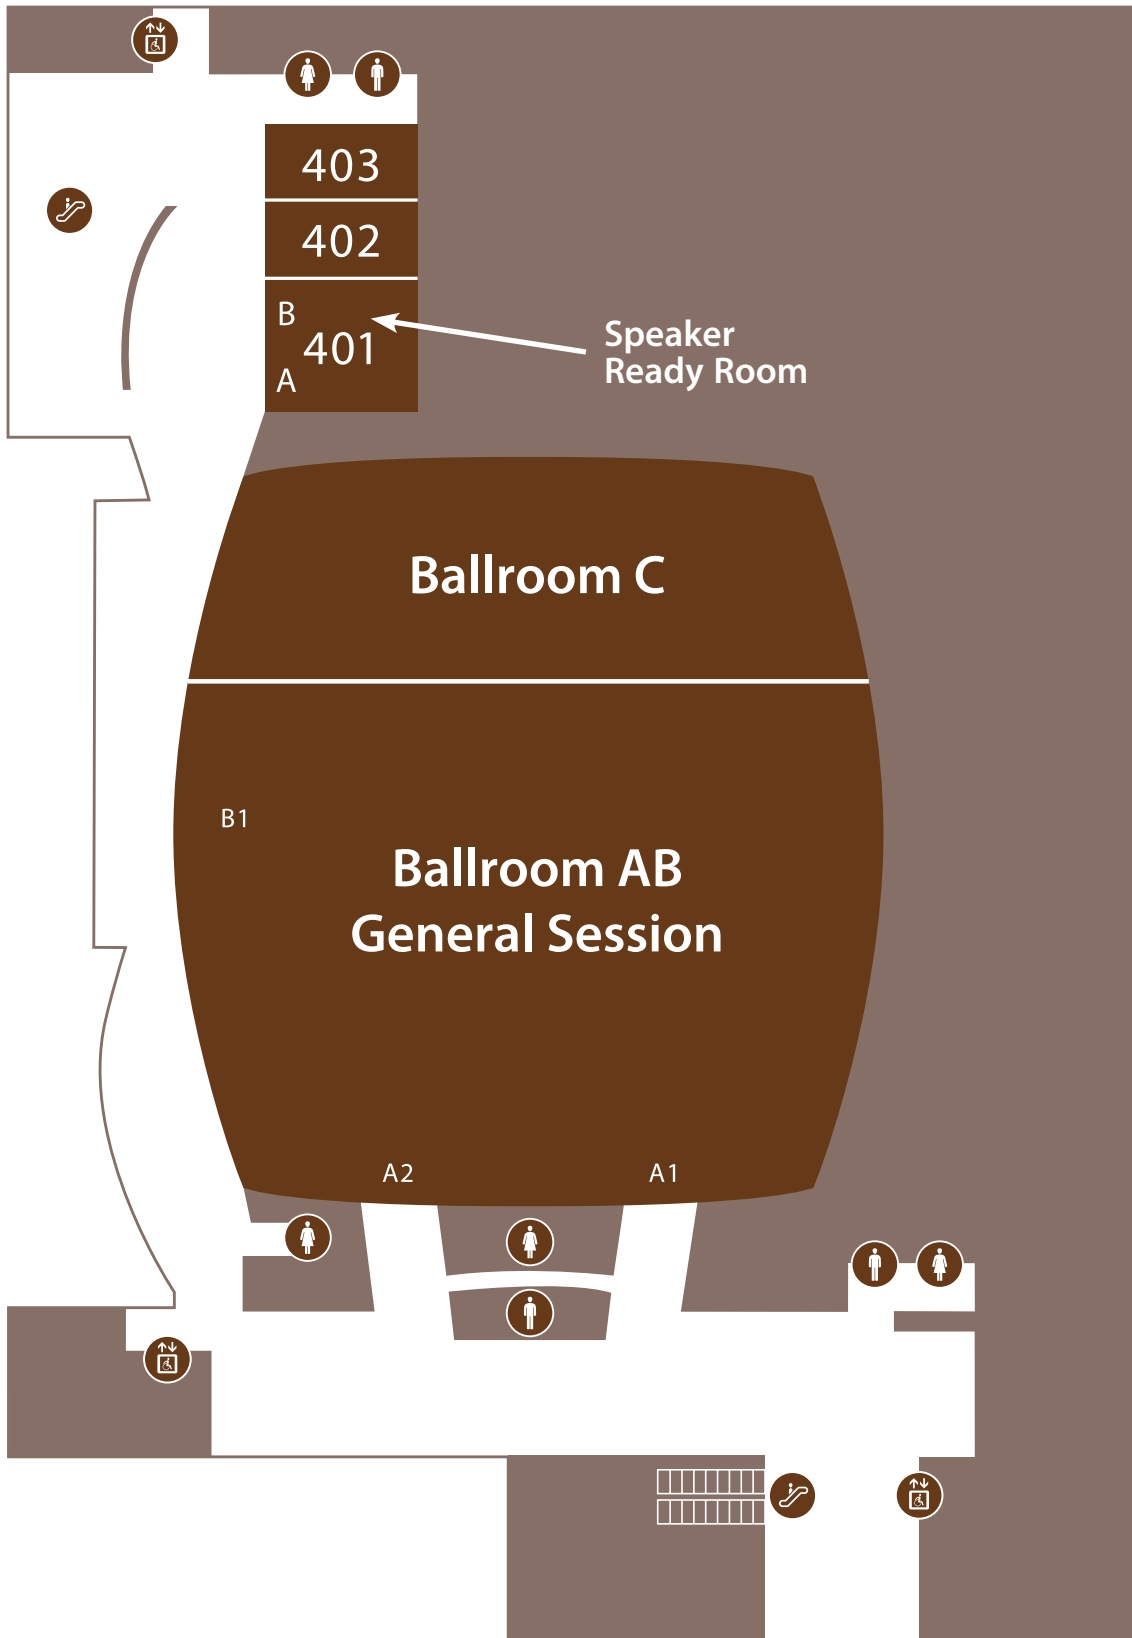 403
402
B
401
A
Speaker
Ready Room
Ballroom C
B1
Ballroom AB
General Session
A2
A1